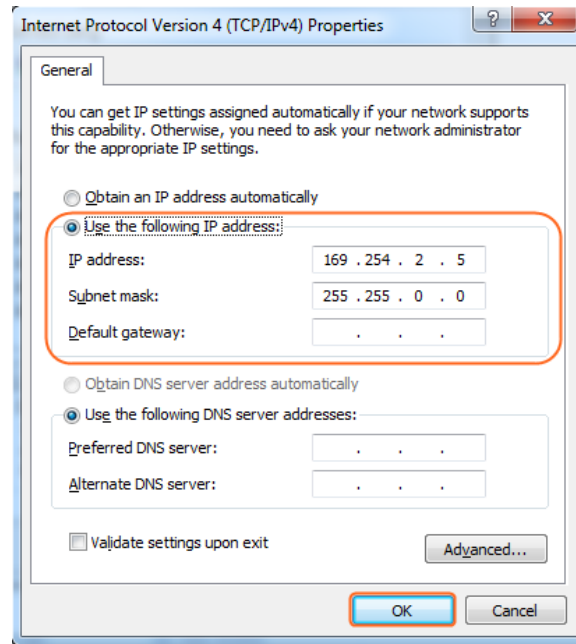 Internet Protocol Version 4 (TCP/IPv4) Properties
General
You can get IP settings assigned automatically if your network supports
this capability. Otherwise, you need to ask your network administrator
for the appropriate IP settings.
Obtain an IP address automatically
Use the following IP address:
IP address: 169 . 254 . 2 . 5
Subnet mask: 255 . 255 . 0 . 0
Default gateway: . . .
Obtain DNS server address automatically
Use the following DNS server addresses:
Preferred DNS server: . . .
Alternate DNS server: . . .
Validate settings upon exit
Advanced...
OK Cancel